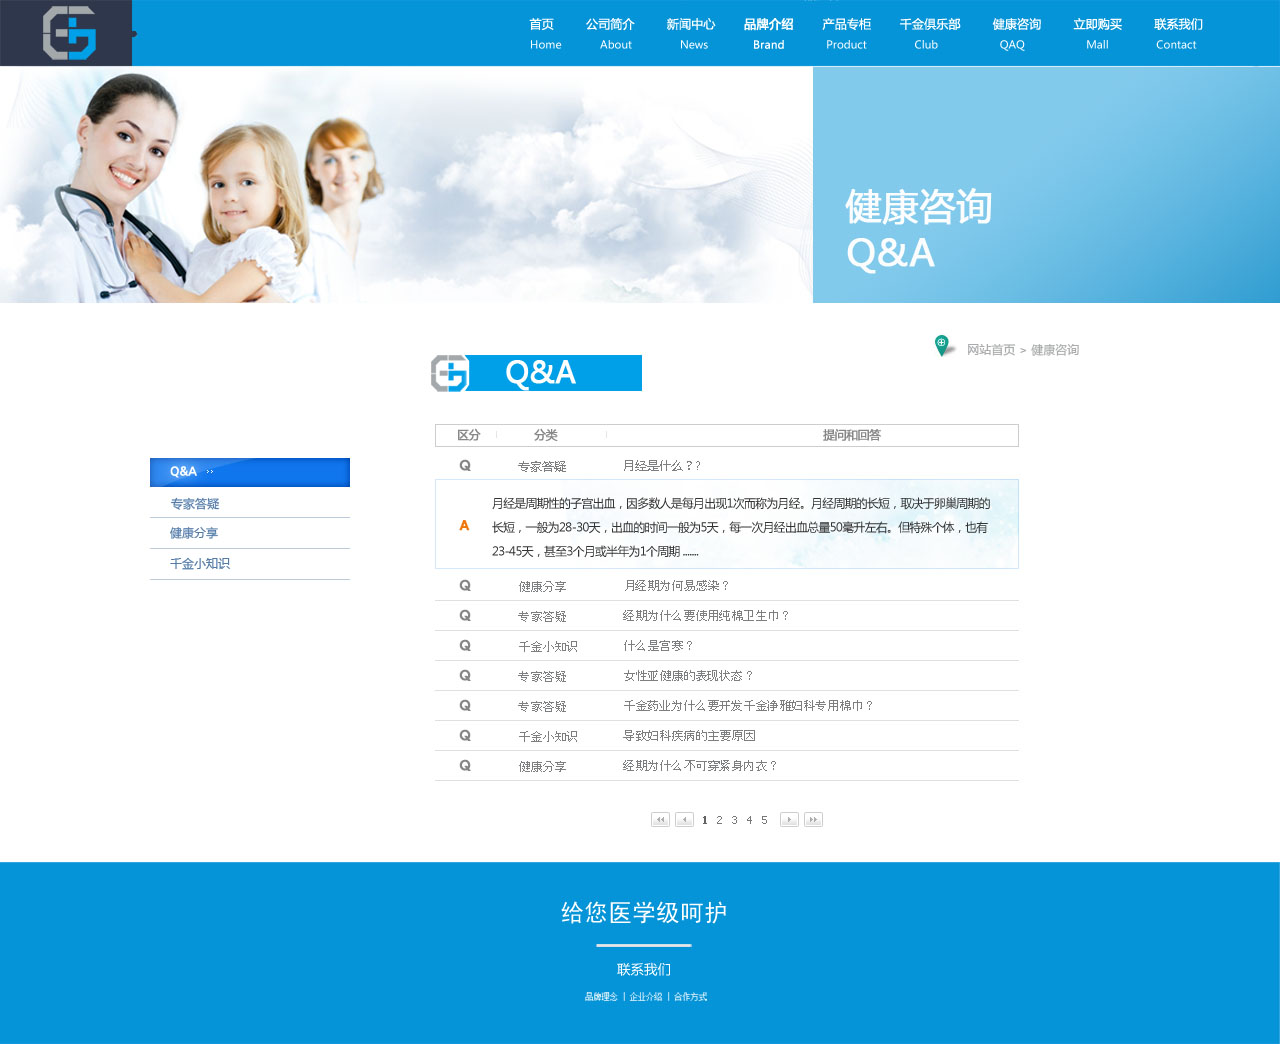 首页 公司简介 新闻中心 品牌介绍 产品专柜 千金俱乐部 健康咨询 立即购买 联系我们
Home About News Brand Product Club QAQ Mall Contact
健康咨询
Q&A
网站首页 > 健康咨询
Q&A
区分 分类 提问和回答
Q 专家答疑 月经是什么??
A 月经是周期性的子宫出血，因多数人是每月出现1次而称为月经。月经周期的长短，取决于卵巢周期的
长短，一般为28-30天，出血的时间一般为5天，每一次月经出血总量50毫升左右。但特殊个体，也有
23-45天，甚至3个月或半年为1个周期 .......
Q 健康分享 月经期为何易感染？
Q 专家答疑 经期为什么要使用纯棉卫生巾？
Q 千金小知识 什么是宫寒？
Q 专家答疑 女性亚健康的表现状态？
Q 专家答疑 千金药业为什么要开发千金净雅妇科专用棉巾？
Q 千金小知识 导致妇科疾病的主要原因
Q 健康分享 经期为什么不可穿紧身内衣？
Q&A ››
专家答疑
健康分享
千金小知识
1 2 3 4 5
给您医学级呵护
联系我们
品牌理念 | 企业介绍 | 合作方式